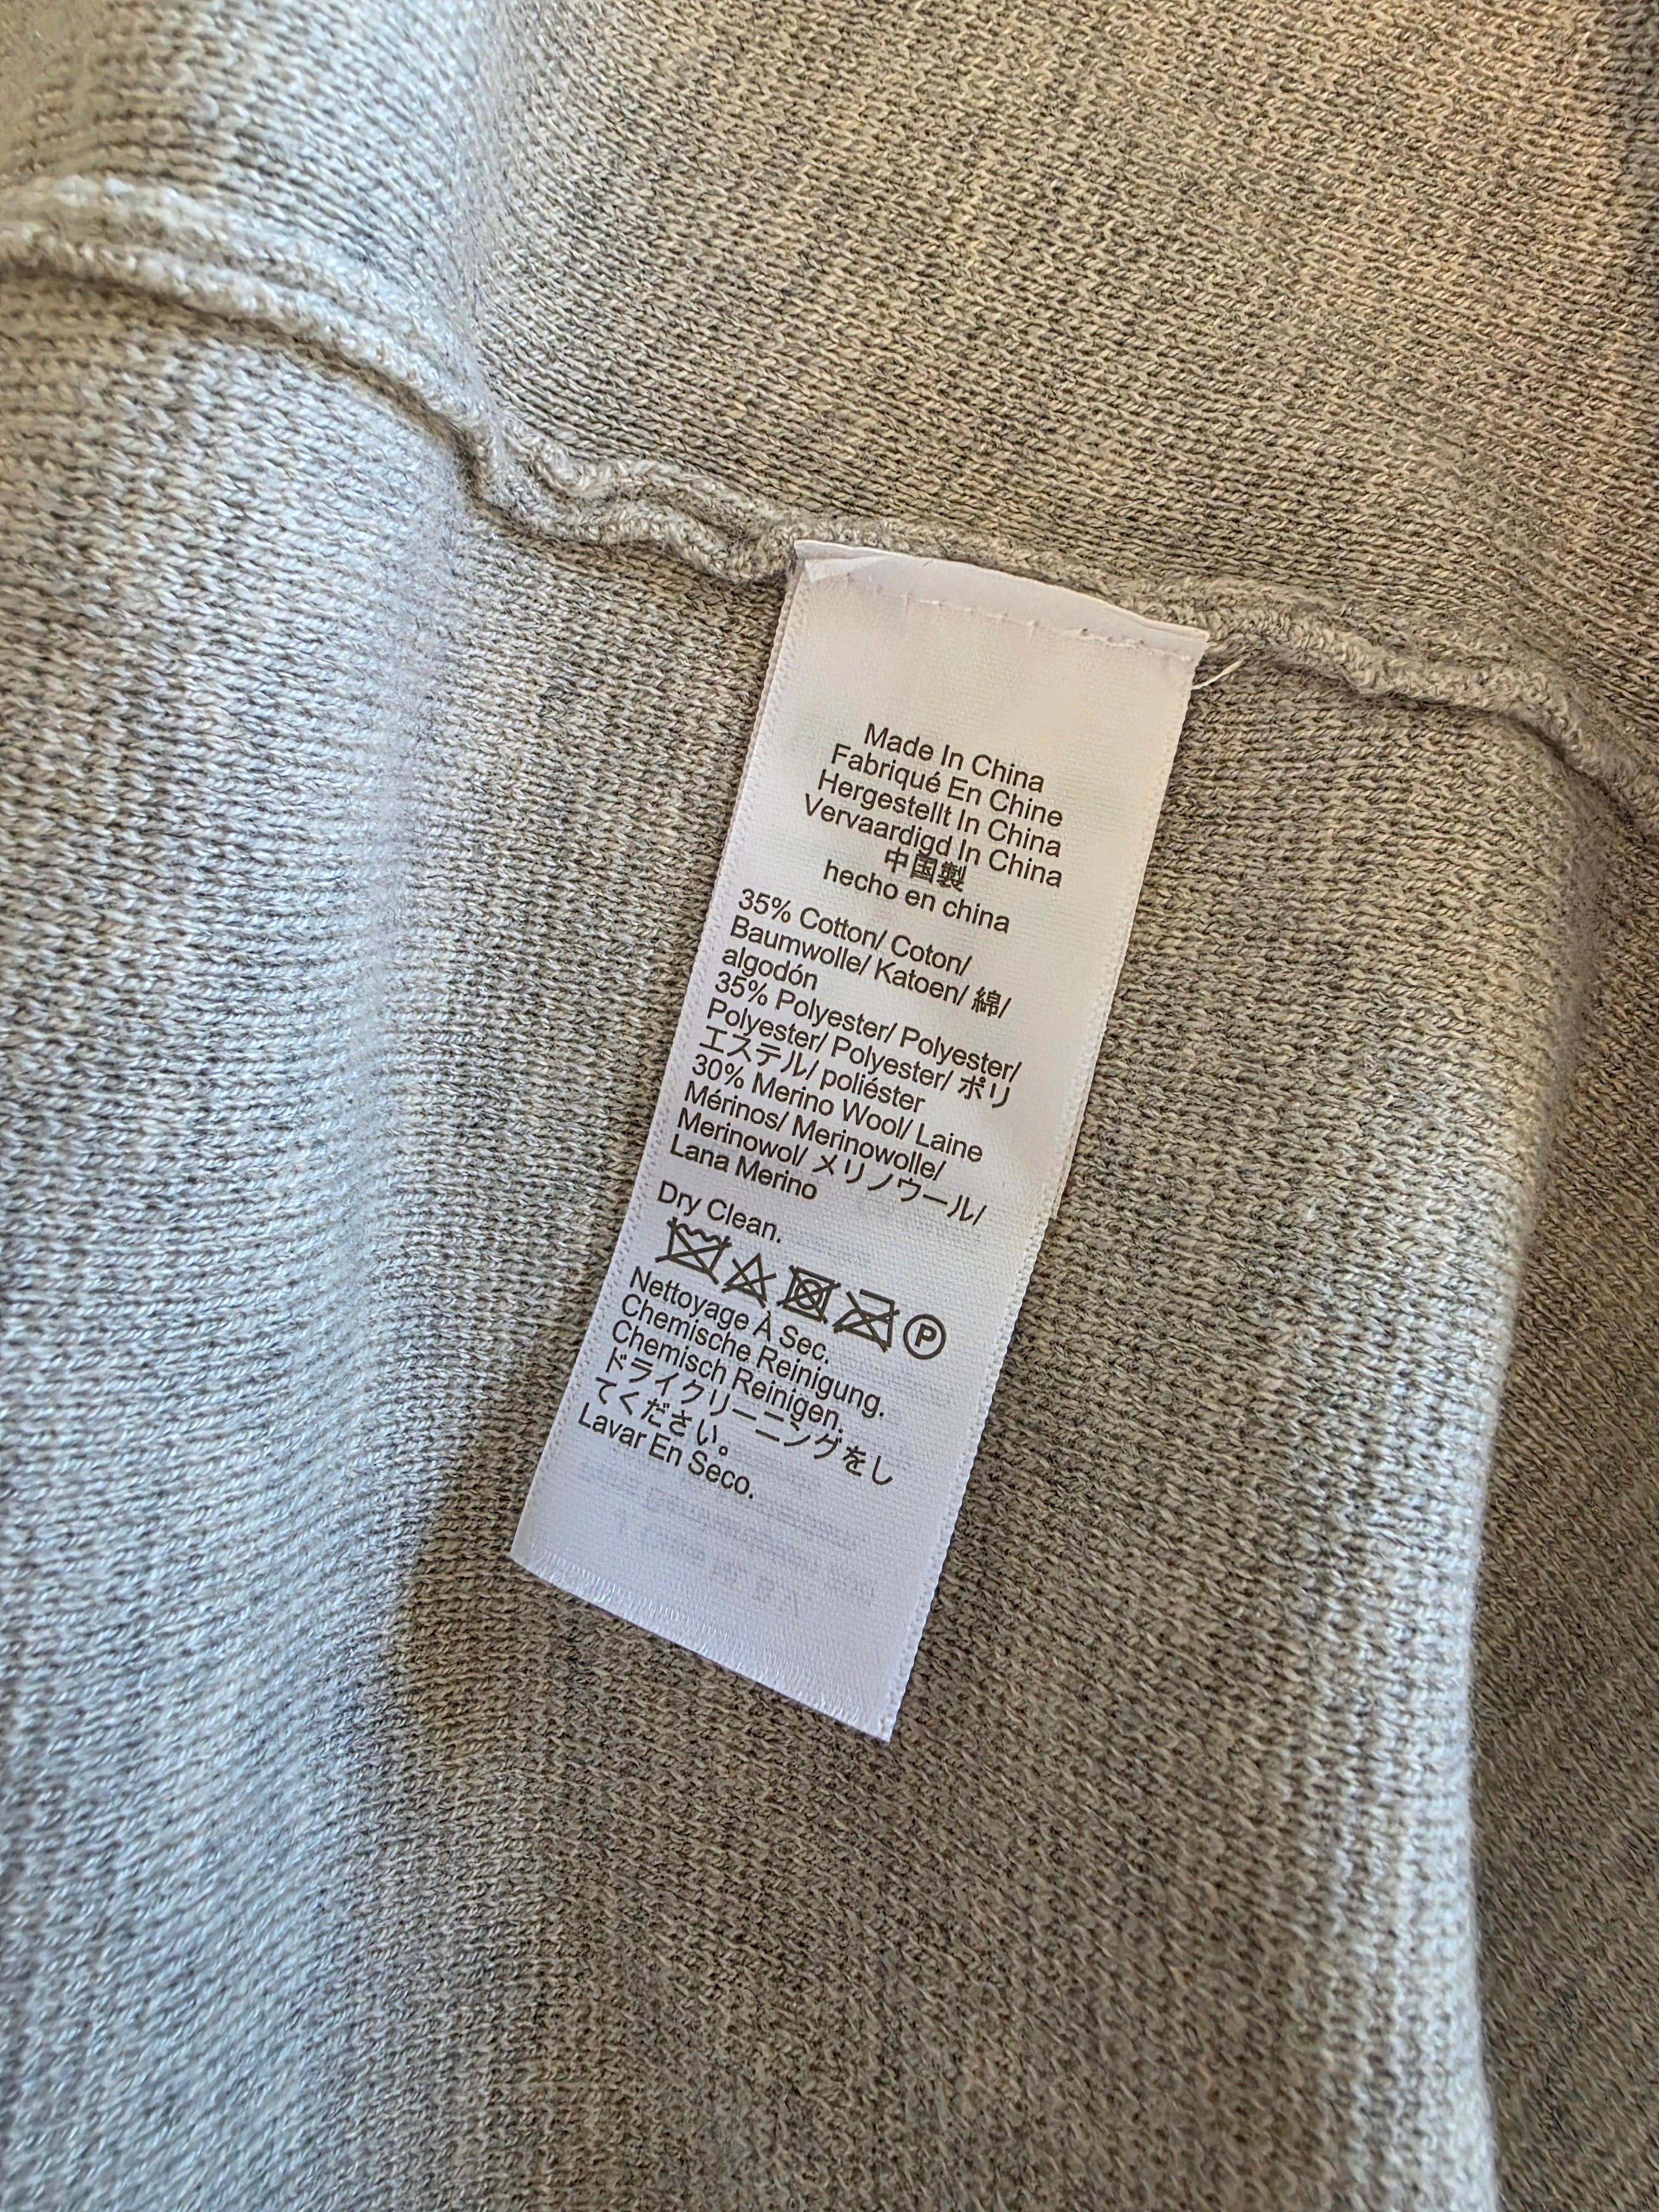 Made In China
Fabriqué En Chine
Hergestellt In China
Vervaardigd In China
中国製
hecho en china
35% Cotton/ Coton/
Baumwolle/ Katoen/ 綿/
algodón
35% Polyester/ Polyester/
Polyester/ Polyester/ ポリ
エステル/ poliéster
30% Merino Wool/ Laine
Mérinos/ Merinowolle/
Merinowol/ メリノウール/
Lana Merino
Dry Clean.
P
Nettoyage À Sec.
Chemische Reinigung.
Chemisch Reinigen.
ドライクリーニングをし
てください。
Lavar En Seco.